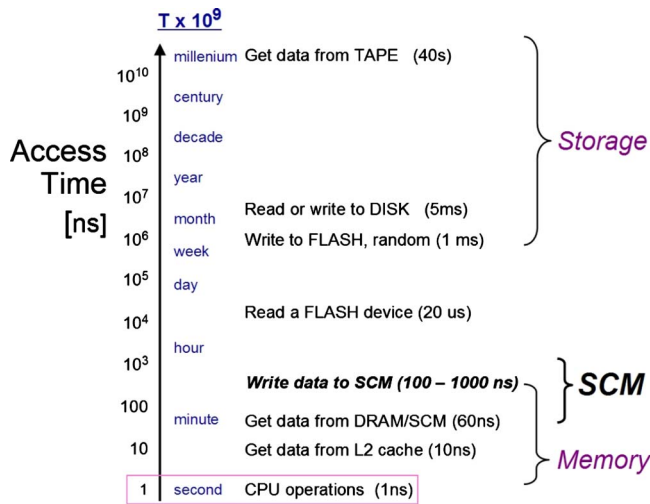 T x 10⁹
millenium Get data from TAPE (40s)
10¹⁰
century
10⁹
decade
10⁸
Access
Time
[ns]
Storage
year
10⁷
month Read or write to DISK (5ms)
10⁶ Write to FLASH, random (1 ms)
week
10⁵ day
10⁴ Read a FLASH device (20 us)
hour
10³
Write data to SCM (100 – 1000 ns)
SCM
100
minute Get data from DRAM/SCM (60ns)
10 Get data from L2 cache (10ns)
Memory
1 second CPU operations (1ns)